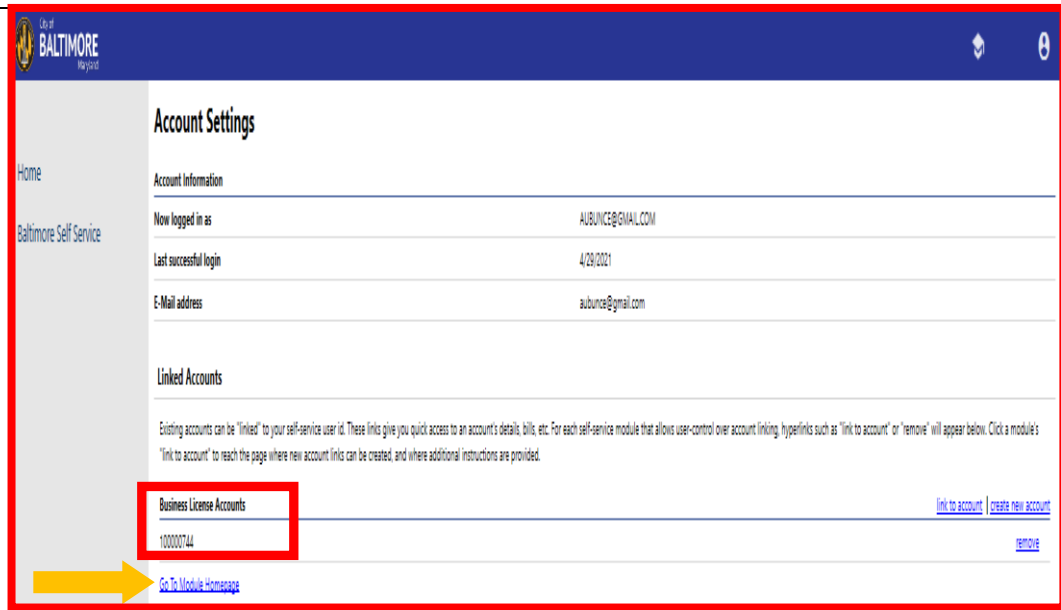 City of
BALTIMORE
Maryland
Account Settings
Home
Account Information
Now logged in as AUBUNCE@GMAIL.COM
Baltimore Self Service
Last successful login 4/29/2021
E-Mail address aubunce@gmail.com
Linked Accounts
Existing accounts can be "linked" to your self-service user id. These links give you quick access to an account's details, bills, etc. For each self-service module that allows user-control over account linking, hyperlinks such as "link to account" or "remove" will appear below. Click a module's
"link to account" to reach the page where new account links can be created, and where additional instructions are provided.
Business License Accounts link to account | create new account
100000744 remove
Go To Module Homepage